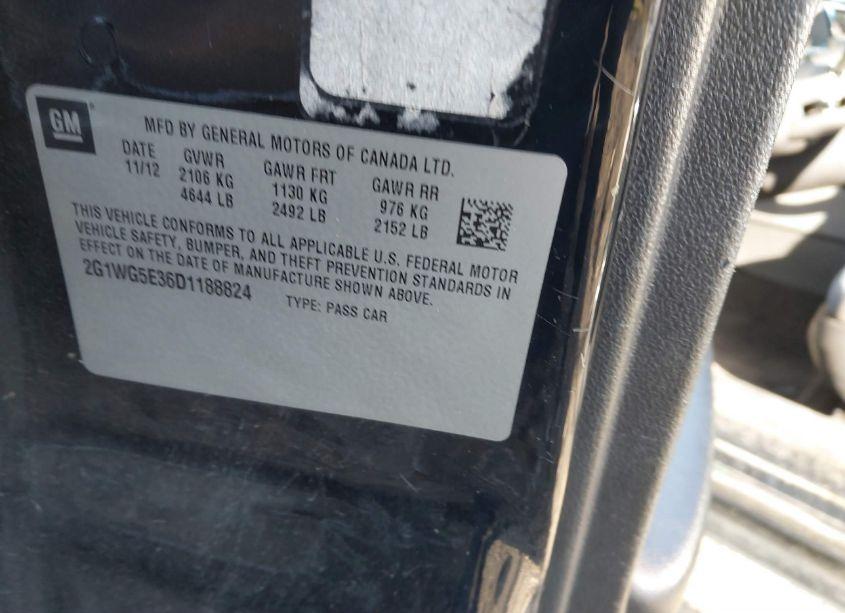 GM
MFD BY GENERAL MOTORS OF CANADA LTD.
DATE GVWR GAWR FRT GAWR RR
11/12 2106 KG 1130 KG 976 KG
4644 LB 2492 LB 2152 LB
THIS VEHICLE CONFORMS TO ALL APPLICABLE U.S. FEDERAL MOTOR
VEHICLE SAFETY, BUMPER, AND THEFT PREVENTION STANDARDS IN
EFFECT ON THE DATE OF MANUFACTURE SHOWN ABOVE.
2G1WG5E36D1188824 TYPE: PASS CAR